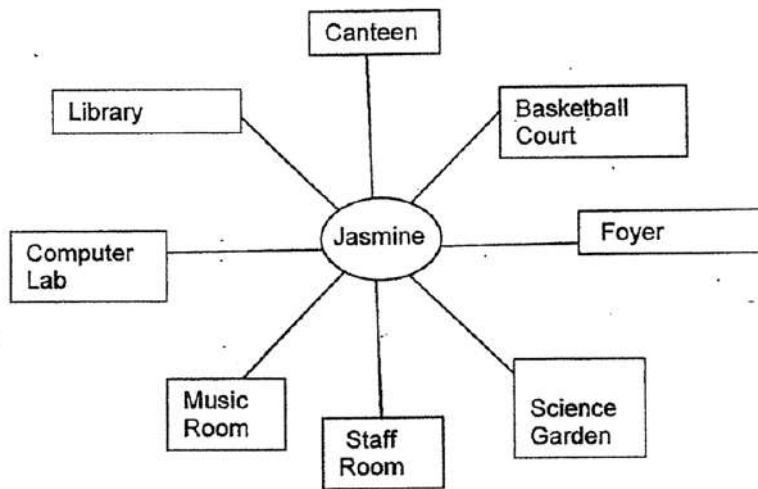 Canteen
Library
Basketball
Court
Jasmine
Foyer
Computer
Lab
Music
Room
Staff
Room
Science
Garden